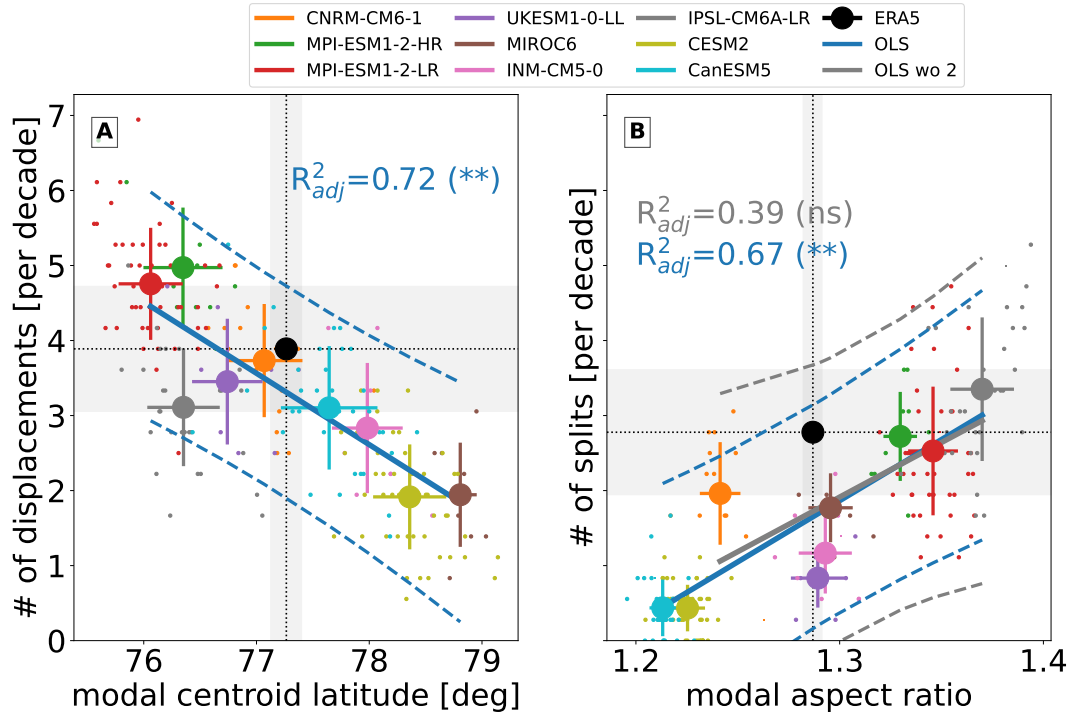 CNRM-CM6-1 UKESM1-0-LL IPSL-CM6A-LR ERA5
MPI-ESM1-2-HR MIROC6 CESM2 OLS
MPI-ESM1-2-LR INM-CM5-0 CanESM5 OLS wo 2
A
R²adj=0.72 (**)
# of displacements [per decade]
7
6
5
4
3
2
1
0
76 77 78 79
modal centroid latitude [deg]
B
R²adj=0.39 (ns)
R²adj=0.67 (**)
# of splits [per decade]
1.2 1.3 1.4
modal aspect ratio